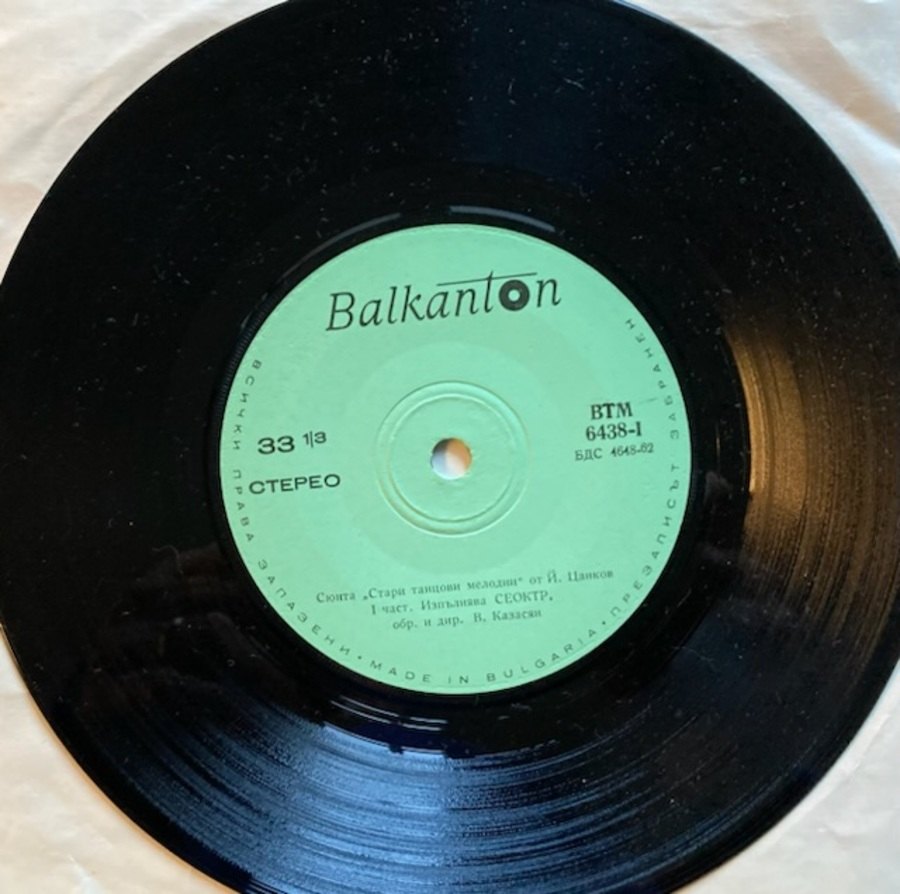 Balkanton
33 1/3
СТЕРЕО
ВТМ
6438-I
БДС 4648-62
Сюита „Стари танцови мелодии“ от Й. Цанков
I част. Изпълнява СЕОКТР,
обр. и дир. В. Казасян
ВСИЧКИ ПРАВА ЗАПАЗЕНИ • MADE IN BULGARIA • ПРЕЗАПИСЪТ ЗАБРАНЕН